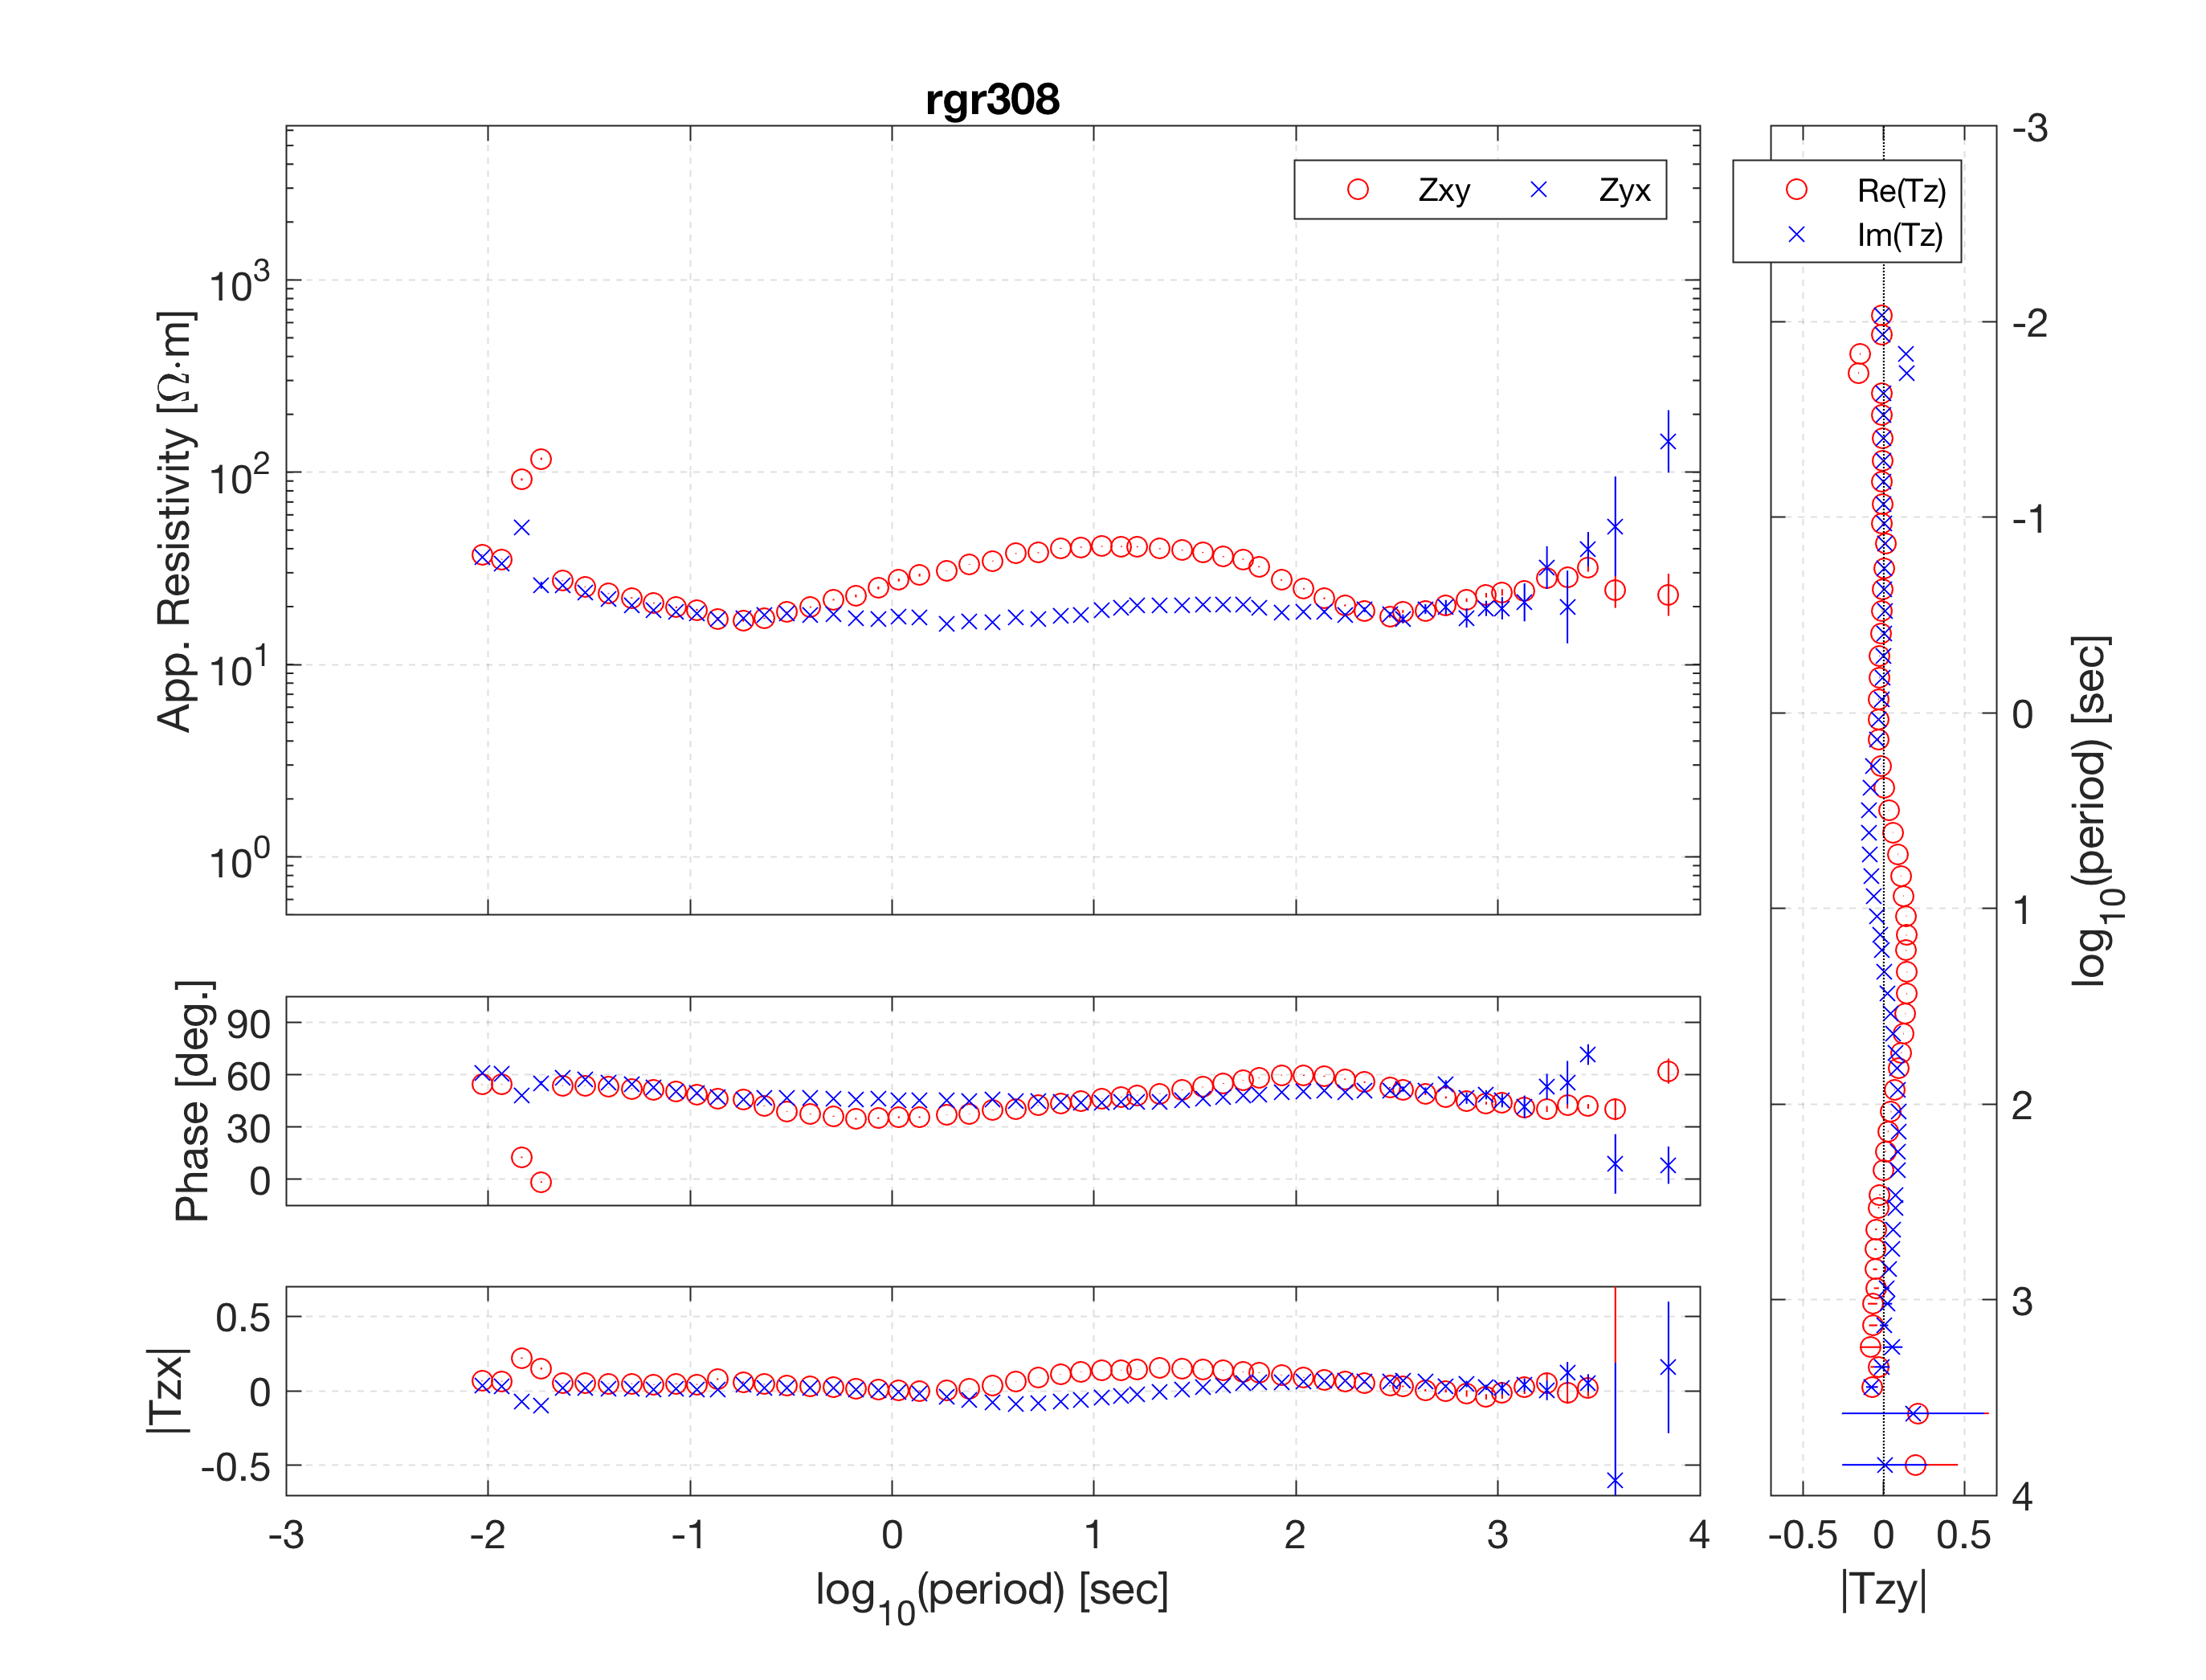 rgr308
App. Resistivity [Ω·m]
10^3
10^2
10^1
10^0
Zxy Zyx
Phase [deg.]
90
60
30
0
|Tzx|
0.5
0
-0.5
-3 -2 -1 0 1 2 3 4
log10(period) [sec]
Re(Tz)
Im(Tz)
-3
-2
-1
0
1
2
3
4
log10(period) [sec]
-0.5 0 0.5
|Tzy|